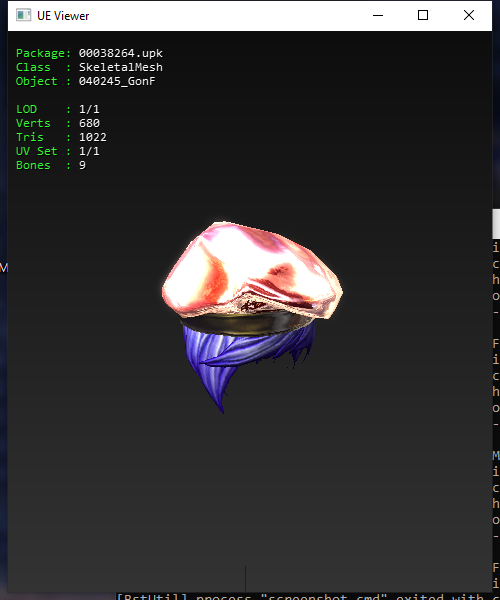 UE Viewer
Package: 00038264.upk
Class : SkeletalMesh
Object : 040245_GonF
LOD : 1/1
Verts : 680
Tris : 1022
UV Set : 1/1
Bones : 9
M
i
c
h
o
-
F
i
c
h
o
-
M
i
c
h
o
-
F
i
[BstUtil] process "screenshot.cmd" exited with c